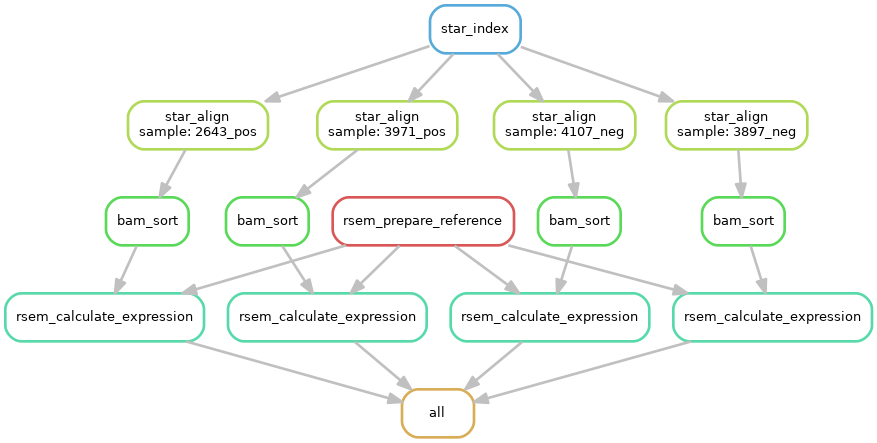 star_index
star_align
sample: 2643_pos
star_align
sample: 3971_pos
star_align
sample: 4107_neg
star_align
sample: 3897_neg
bam_sort
bam_sort
rsem_prepare_reference
bam_sort
bam_sort
rsem_calculate_expression
rsem_calculate_expression
rsem_calculate_expression
rsem_calculate_expression
all